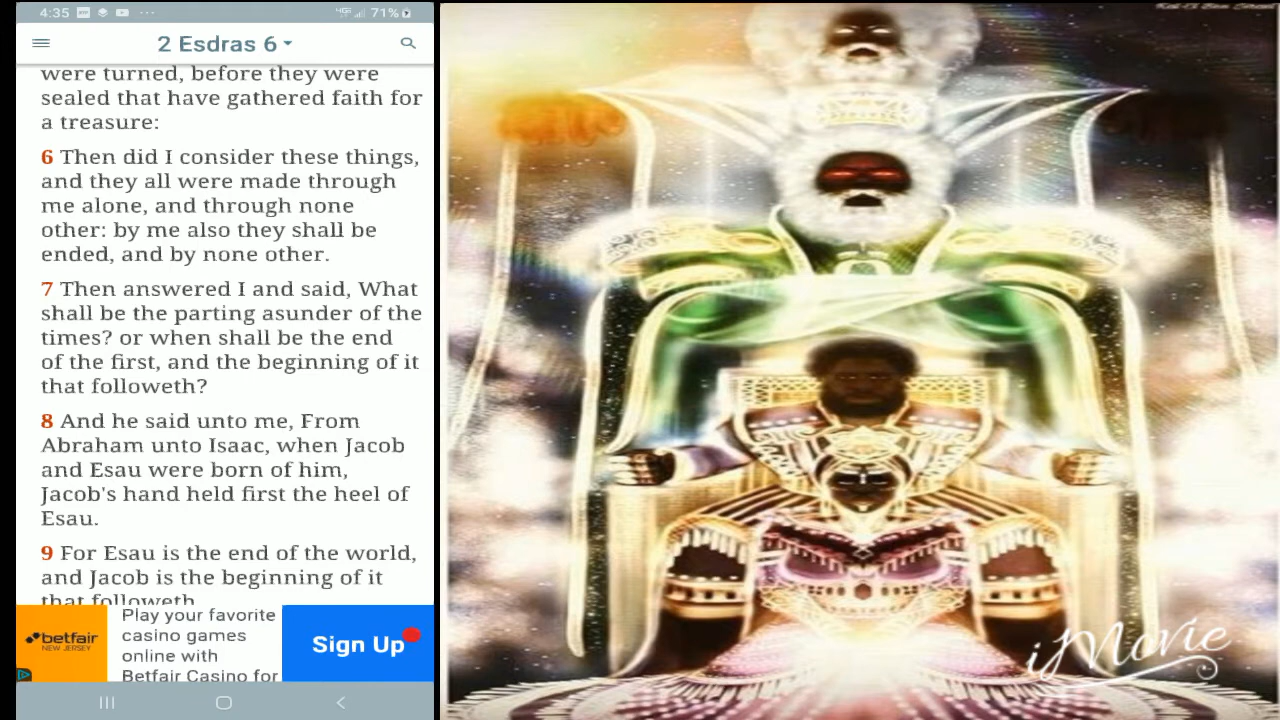 4:35
71%
2 Esdras 6
were turned, before they were
sealed that have gathered faith for
a treasure:
6 Then did I consider these things,
and they all were made through
me alone, and through none
other: by me also they shall be
ended, and by none other.
7 Then answered I and said, What
shall be the parting asunder of the
times? or when shall be the end
of the first, and the beginning of it
that followeth?
8 And he said unto me, From
Abraham unto Isaac, when Jacob
and Esau were born of him,
Jacob's hand held first the heel of
Esau.
9 For Esau is the end of the world,
and Jacob is the beginning of it
that followeth
betfair
NEW JERSEY
Play your favorite
casino games
online with
Betfair Casino for
Sign Up
iMovie